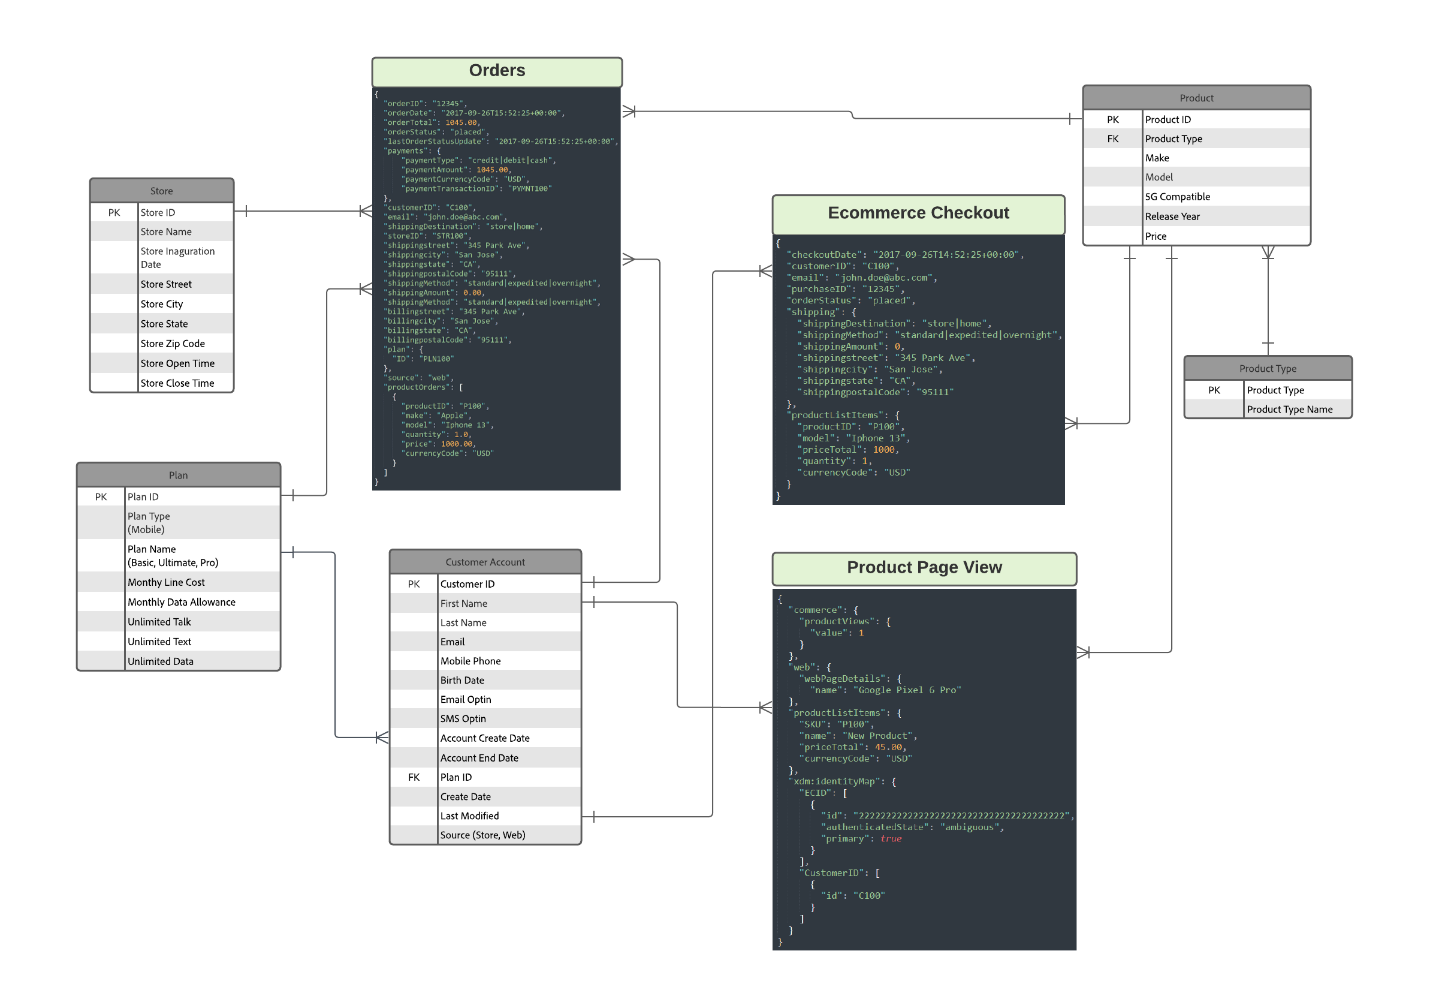 Orders
{
"orderID": "12345",
"orderDate": "2017-09-26T15:52:25+00:00",
"orderTotal": 1045.00,
"orderStatus": "placed",
"lastOrderStatusUpdate": "2017-09-26T15:52:25+00:00",
"payments": {
"paymentType": "credit|debit|cash",
"paymentAmount": 1045.00,
"paymentCurrencyCode": "USD",
"paymentTransactionID": "PYMNT100"
},
"customerID": "C100",
"email": "john.doe@abc.com",
"shippingDestination": "store|home",
"storeID": "STR100",
"shippingstreet": "345 Park Ave",
"shippingcity": "San Jose",
"shippingstate": "CA",
"shippingpostalCode": "95111",
"shippingMethod": "standard|expedited|overnight",
"shippingAmount": 0.00,
"shippingMethod": "standard|expedited|overnight",
"billingstreet": "345 Park Ave",
"billingcity": "San Jose",
"billingstate": "CA",
"billingpostalCode": "95111",
"plan": {
"ID": "PLN100"
},
"source": "web",
"productOrders": [
{
"productID": "P100",
"make": "Apple",
"model": "Iphone 13",
"quantity": 1.0,
"price": 1000.00,
"currencyCode": "USD"
}
]
}
Product
PK Product ID
FK Product Type
Make
Model
5G Compatible
Release Year
Price
Store
PK Store ID
Store Name
Store Inaguration
Date
Store Street
Store City
Store State
Store Zip Code
Store Open Time
Store Close Time
Ecommerce Checkout
{
"checkoutDate": "2017-09-26T14:52:25+00:00",
"customerID": "C100",
"email": "john.doe@abc.com",
"purchaseID": "12345",
"orderStatus": "placed",
"shipping": {
"shippingDestination": "store|home",
"shippingMethod": "standard|expedited|overnight",
"shippingAmount": 0,
"shippingstreet": "345 Park Ave",
"shippingcity": "San Jose",
"shippingstate": "CA",
"shippingpostalCode": "95111"
},
"productListItems": {
"productID": "P100",
"model": "Iphone 13",
"priceTotal": 1000,
"quantity": 1,
"currencyCode": "USD"
}
}
Product Type
PK Product Type
Product Type Name
Plan
PK Plan ID
Plan Type
(Mobile)
Plan Name
(Basic, Ultimate, Pro)
Monthy Line Cost
Monthly Data Allowance
Unlimited Talk
Unlimited Text
Unlimited Data
Customer Account
PK Customer ID
First Name
Last Name
Email
Mobile Phone
Birth Date
Email Optin
SMS Optin
Account Create Date
Account End Date
FK Plan ID
Create Date
Last Modified
Source (Store, Web)
Product Page View
{
"commerce": {
"productViews": {
"value": 1
}
},
"web": {
"webPageDetails": {
"name": "Google Pixel 6 Pro"
],
"productListItems": {
"SKU": "P100",
"name": "New Product",
"priceTotal": 45.00,
"currencyCode": "USD"
],
"xdm:identityMap": {
"ECID": [
{
"id": "22222222222222222222222222222222222222",
"authenticatedState": "ambiguous",
"primary": true
}
],
"CustomerID": [
{
"id": "C100"
}
]
]
}